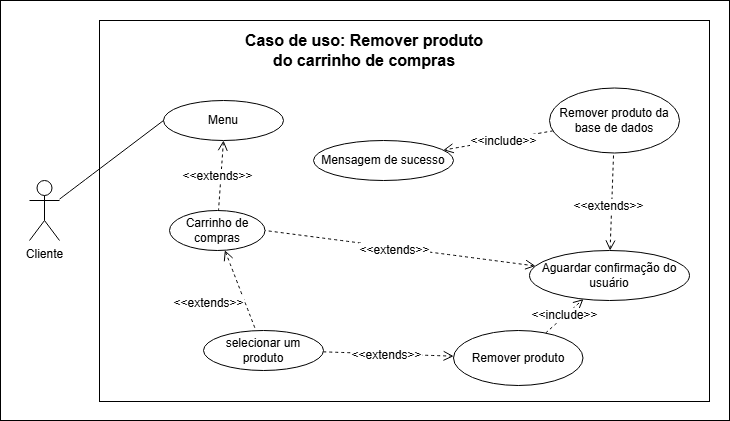 Caso de uso: Remover produto
do carrinho de compras
Menu
Remover produto da
base de dados
<<include>>
Mensagem de sucesso
<<extends>>
<<extends>>
Carrinho de
compras
<<extends>>
Cliente
Aguardar confirmação do
usuário
<<extends>>
<<include>>
selecionar um
produto
<<extends>>
Remover produto